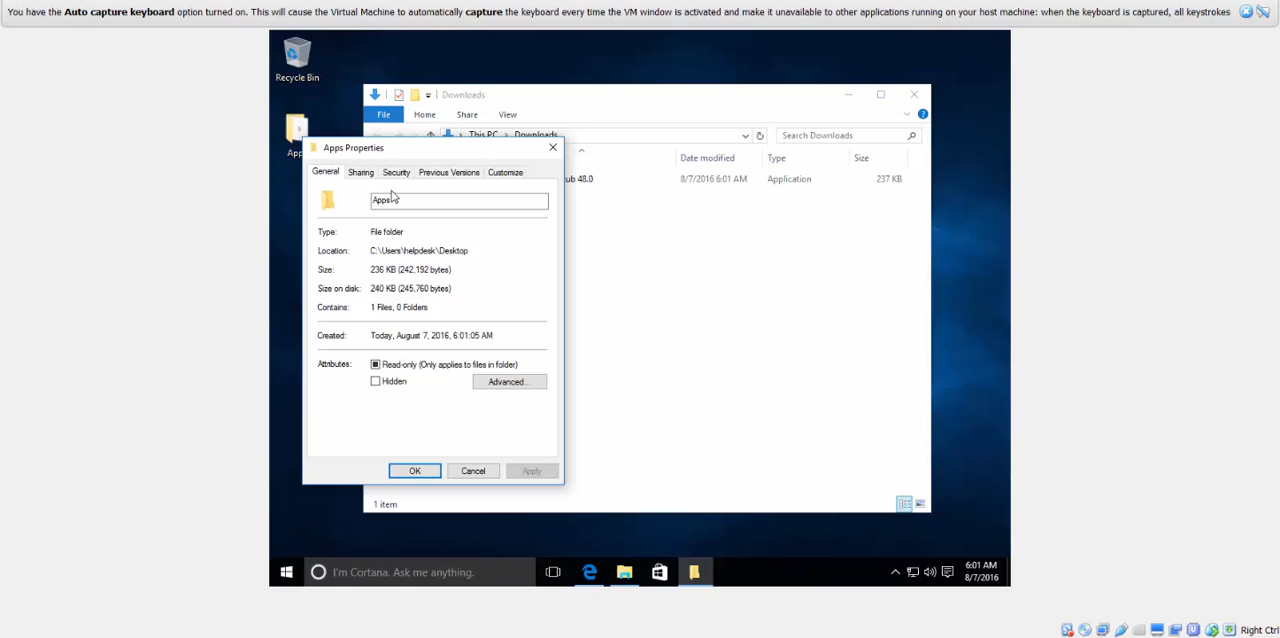 You have the Auto capture keyboard option turned on. This will cause the Virtual Machine to automatically capture the keyboard every time the VM window is activated and make it unavailable to other applications running on your host machine: when the keyboard is captured, all keystrokes
Recycle Bin
Downloads
File Home Share View
This PC > Downloads
Search Downloads
App
Apps Properties
General Sharing Security Previous Versions Customize
Date modified Type Size
ub 48.0 8/7/2016 6:01 AM Application 237 KB
Apps
Type: File folder
Location: C:\Users\helpdesk\Desktop
Size: 236 KB (242,192 bytes)
Size on disk: 240 KB (245,760 bytes)
Contains: 1 Files, 0 Folders
Created: Today, August 7, 2016, 6:01:05 AM
Attributes: Read-only (Only applies to files in folder)
Hidden Advanced...
OK Cancel Apply
1 item
I'm Cortana. Ask me anything.
6:01 AM
8/7/2016
Right Ctrl